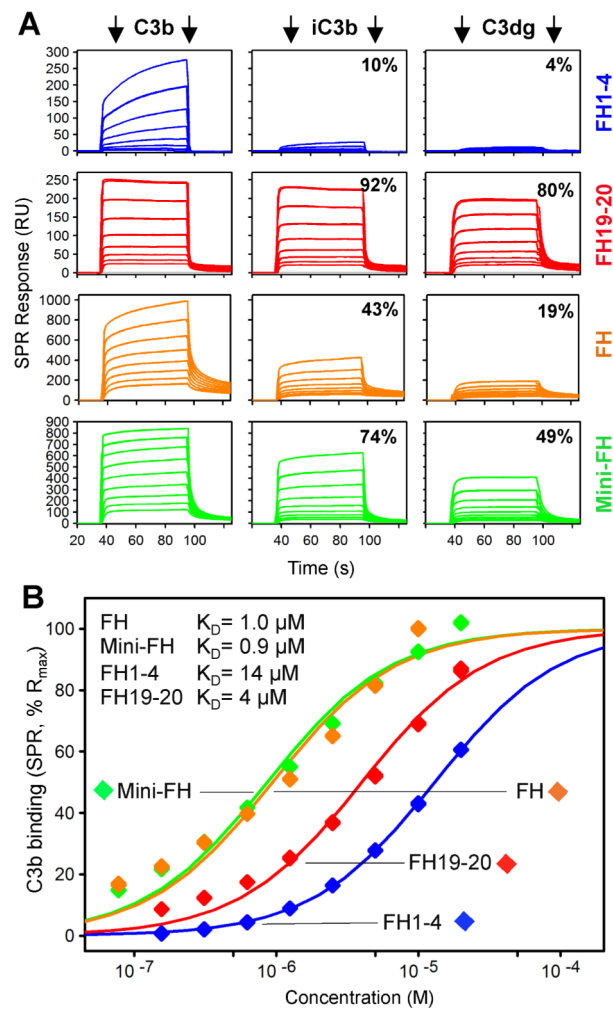 A
C3b iC3b C3dg
300
250
200
150
100
50
0
10%
4%
FH1-4
250
200
150
100
50
0
92%
80%
FH19-20
SPR Response (RU)
1000
800
600
400
200
0
43%
19%
FH
900
800
700
600
500
400
300
200
100
0
74%
49%
Mini-FH
20 40 60 80 100 40 60 80 100 40 60 80 100
Time (s)
B
FH K_D= 1.0 µM
Mini-FH K_D= 0.9 µM
FH1-4 K_D= 14 µM
FH19-20 K_D= 4 µM
C3b binding (SPR, % R_max)
100
80
60
40
20
0
Mini-FH
FH
FH19-20
FH1-4
10⁻⁷ 10⁻⁶ 10⁻⁵ 10⁻⁴
Concentration (M)